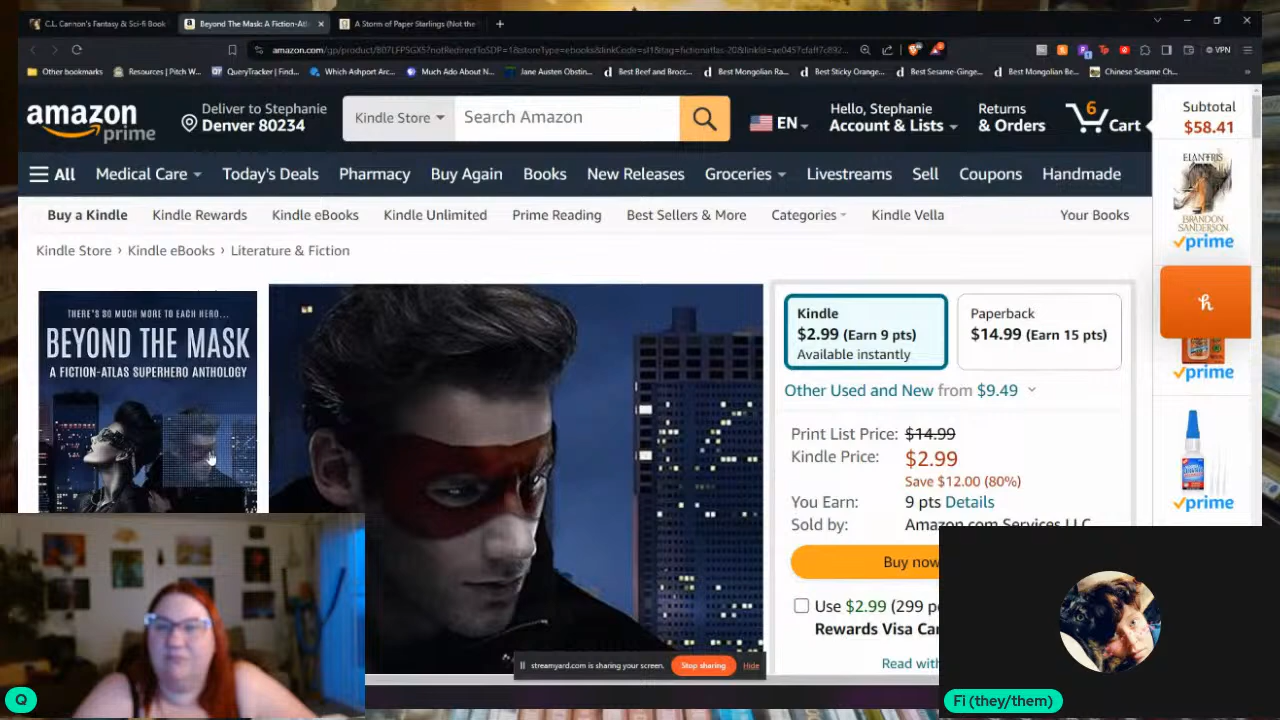 C.L. Cannon's Fantasy & Sci-fi Book
Beyond The Mask: A Fiction-Atl
A Storm of Paper Starlings (Not the
Other bookmarks
Resources | Pitch W...
QueryTracker | Find...
Which Ashport Arc...
Much Ado About N...
Jane Austen Obstin...
Best Beef and Brocc...
Best Mongolian Ra...
Best Sticky Orange...
Best Sesame-Ginge...
Best Mongolian Be...
Chinese Sesame Ch...
VPN
amazon prime
Deliver to Stephanie
Denver 80234
Kindle Store
Search Amazon
EN
Hello, Stephanie
Account & Lists
Returns
& Orders
6
Cart
Subtotal
$58.41
All
Medical Care
Today's Deals
Pharmacy
Buy Again
Books
New Releases
Groceries
Livestreams
Sell
Coupons
Handmade
Buy a Kindle
Kindle Rewards
Kindle eBooks
Kindle Unlimited
Prime Reading
Best Sellers & More
Categories
Kindle Vella
Your Books
ELANTRIS
BRANDON
SANDERSON
prime
Kindle Store › Kindle eBooks › Literature & Fiction
THERE'S SO MUCH MORE TO EACH HERO...
BEYOND THE MASK
A FICTION-ATLAS SUPERHERO ANTHOLOGY
Kindle
$2.99 (Earn 9 pts)
Available instantly
Paperback
$14.99 (Earn 15 pts)
h
prime
Other Used and New from $9.49
Print List Price: $14.99
Kindle Price: $2.99
Save $12.00 (80%)
You Earn: 9 pts Details
Sold by: Amazon.com Services LLC
prime
Buy now
Use $2.99 (299 p
Rewards Visa Car
Read with
streamyard.com is sharing your screen.
Stop sharing
Hide
Q
Fi (they/them)